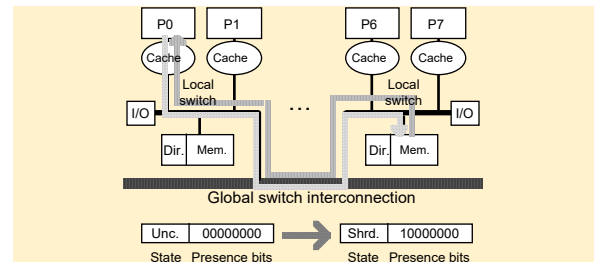 P0 P1 P6 P7
Cache Cache Cache Cache
Local switch ... Local switch
I/O I/O
Dir. Mem. Dir. Mem.
Global switch interconnection
Unc. 00000000 Shrd. 10000000
State Presence bits State Presence bits